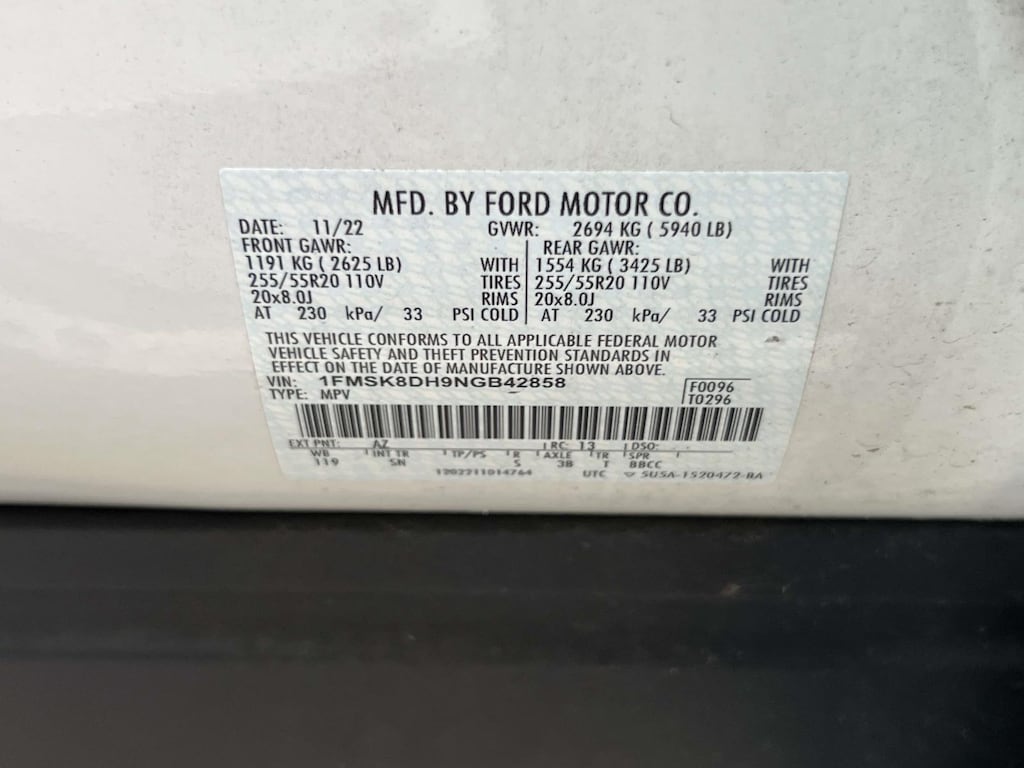 MFD. BY FORD MOTOR CO.
DATE: 11/22 GVWR: 2694 KG ( 5940 LB)
FRONT GAWR: REAR GAWR:
1191 KG ( 2625 LB) WITH 1554 KG ( 3425 LB) WITH
255/55R20 110V TIRES 255/55R20 110V TIRES
20x8.0J RIMS 20x8.0J RIMS
AT 230 kPa/ 33 PSI COLD AT 230 kPa/ 33 PSI COLD
THIS VEHICLE CONFORMS TO ALL APPLICABLE FEDERAL MOTOR
VEHICLE SAFETY AND THEFT PREVENTION STANDARDS IN
EFFECT ON THE DATE OF MANUFACTURE SHOWN ABOVE.
VIN: 1FMSK8DH9NGB42858 F0096
TYPE: MPV T0296
EXT PNT: AZ RC: 13 DSO:
WB INT TR TP/PS R AXLE TR SPR
119 SN S 3B T BBCC
1202211014764 UTC 5U5A-1520472-BA